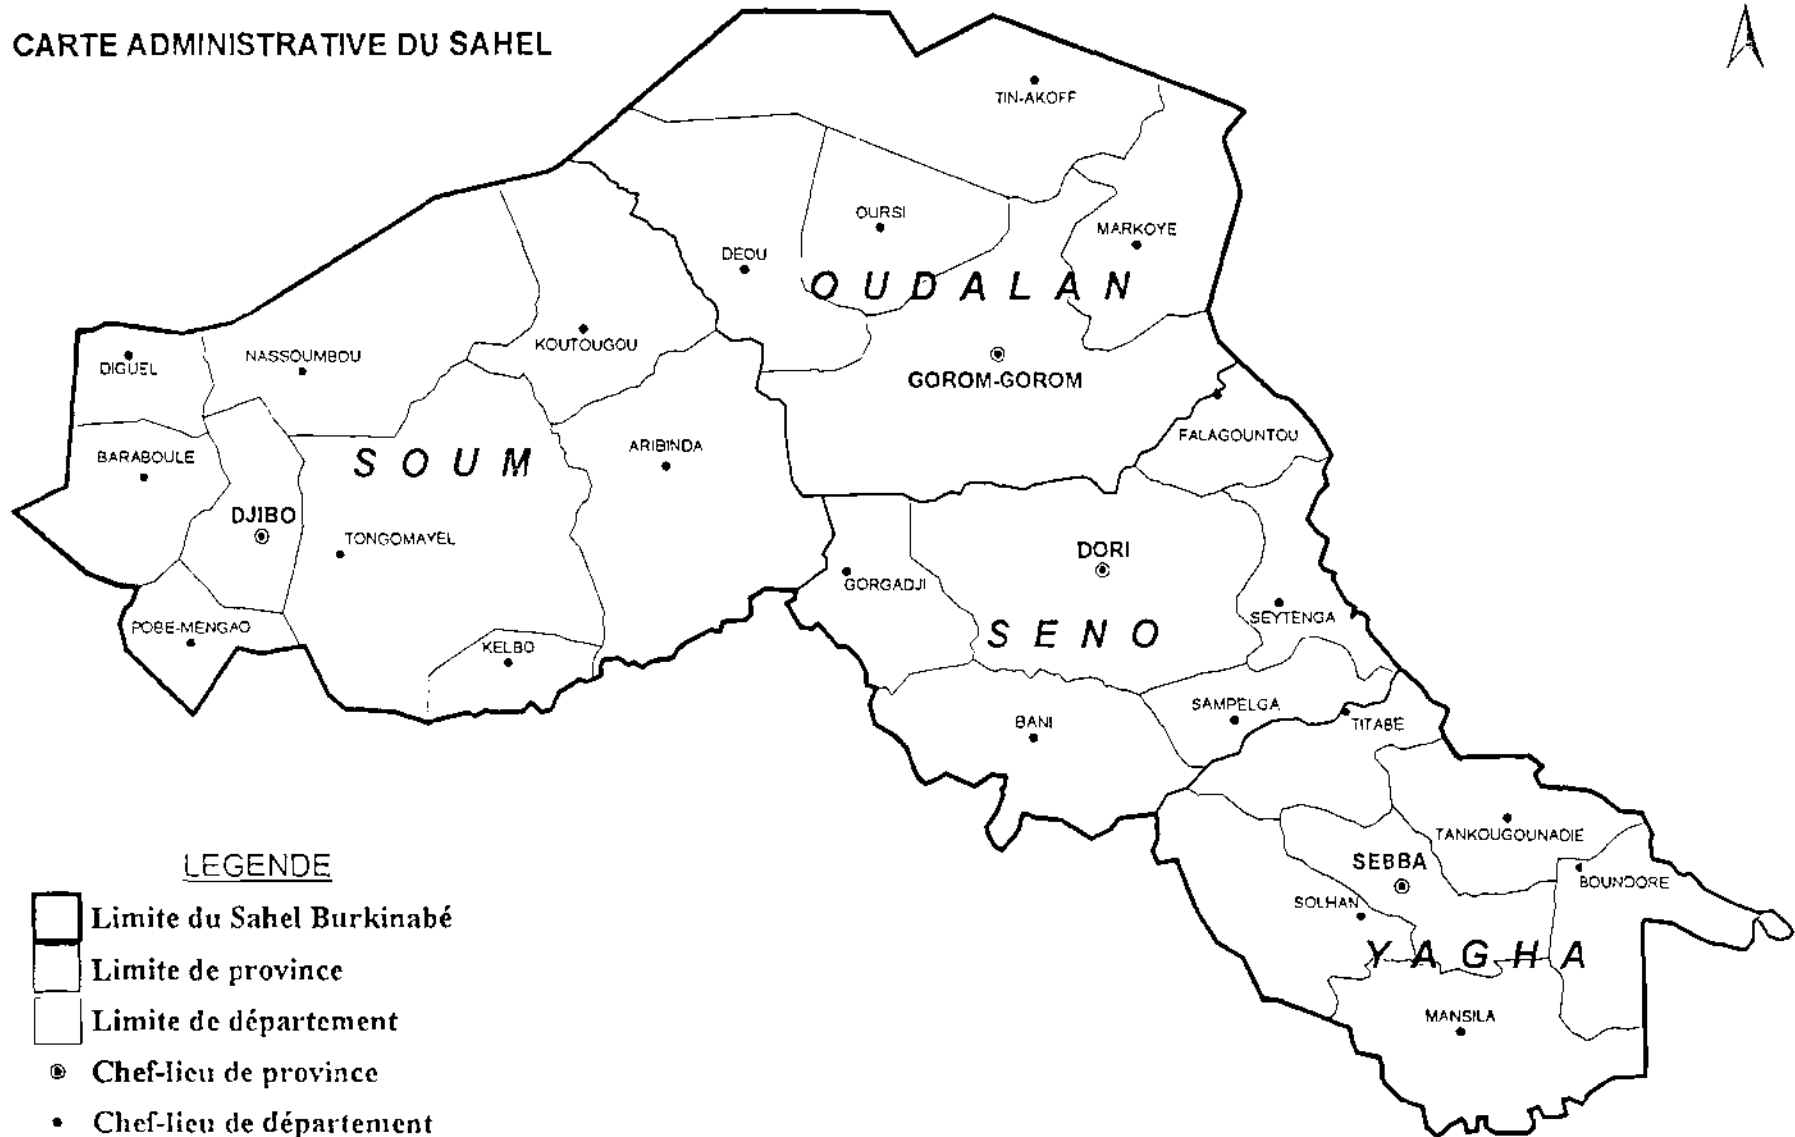 CARTE ADMINISTRATIVE DU SAHEL
TIN-AKOFF
OURSI
MARKOYE
DEOU
OUDALAN
KOUTOUGOU
NASSOUMBOU
DIGUEL
GOROM-GOROM
FALAGOUNTOU
ARIBINDA
BARABOULE
SOUM
DJIBO
TONGOMAYEL
DORI
GORGADJI
SEYTENGA
POBE-MENGAO
SENO
KELBO
SAMPELGA
BANI
TITABE
TANKOUGOUNADIE
SEBBA
BOUNDORE
SOLHAN
YAGHA
MANSILA
LEGENDE
Limite du Sahel Burkinabé
Limite de province
Limite de département
Chef-lieu de province
Chef-lieu de département